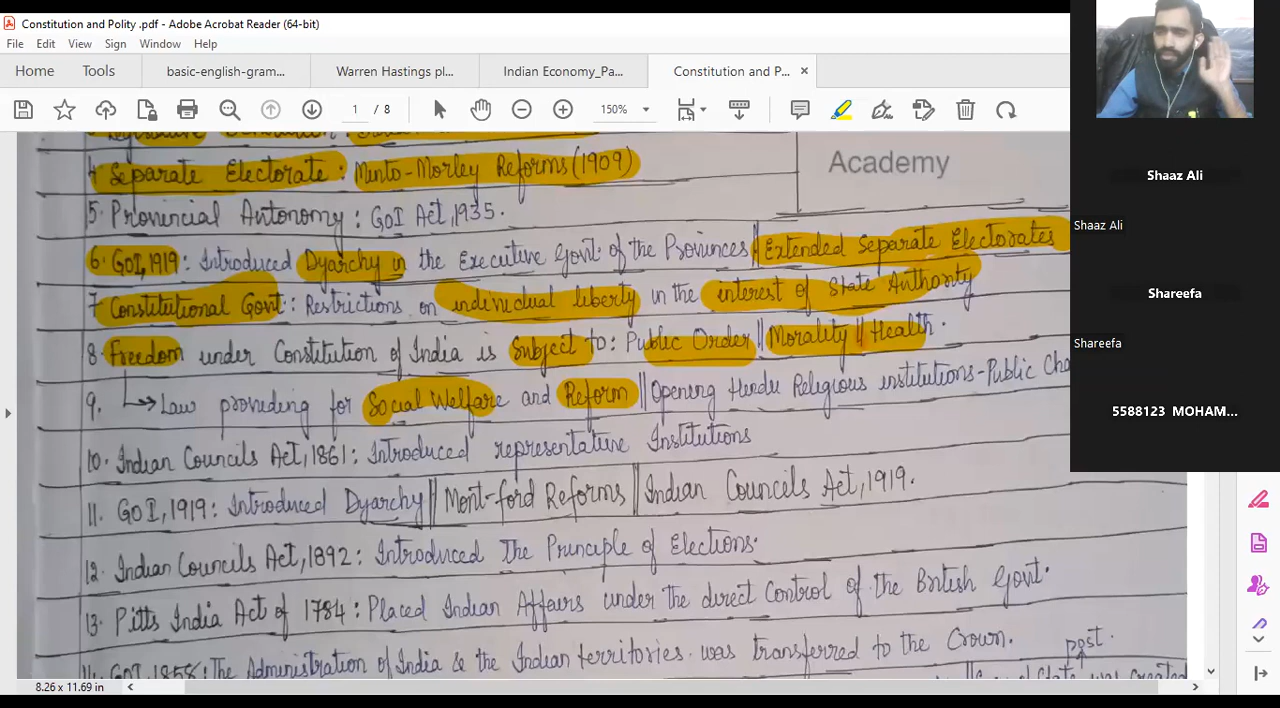 Constitution and Polity .pdf - Adobe Acrobat Reader (64-bit)
File Edit View Sign Window Help
Home Tools basic-english-gram... Warren Hastings pl... Indian Economy_Pa... Constitution and P... ×
1 / 8 150%
4 Separate Electorate : Minto-Morley Reforms (1909)
Academy
5. Provincial Autonomy : GoI Act, 1935.
6. GoI, 1919 : Introduced Dyarchy in the Executive Govt. of the Provinces || Extended Separate Electorates
7 Constitutional Govt : Restrictions on individual liberty in the interest of State Authority
8. Freedom under Constitution of India is Subject to : Public Order || Morality || Health.
9. Law providing for Social Welfare and Reform || Opening Hindu Religious institutions - Public Cha
10. Indian Councils Act, 1861 : Introduced representative Institutions
11. GOI, 1919 : Introduced Dyarchy || Mont-ford Reforms || Indian Councils Act, 1919.
12. Indian Councils Act, 1892 : Introduced the Principle of Elections.
13. Pitts India Act of 1784 : Placed Indian Affairs under the direct Control of the British Govt.
14. GOI, 1858 : The Administration of India & the Indian territories was transferred to the Crown.
post
was created
8.26 x 11.69 in
Shaaz Ali
Shaaz Ali
Shareefa
Shareefa
5588123 MOHAM...